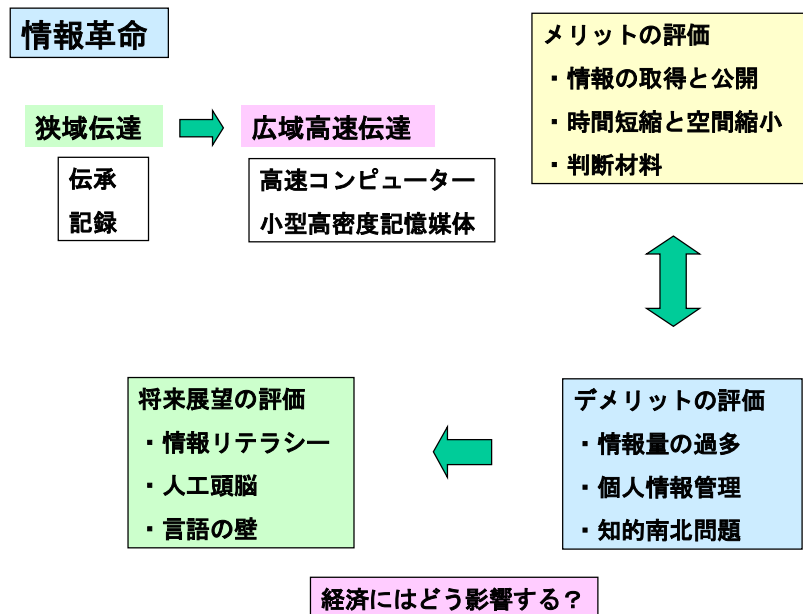 情報革命
狭域伝達
広域高速伝達
伝承
記録
高速コンピューター
小型高密度記憶媒体
メリットの評価
・情報の取得と公開
・時間短縮と空間縮小
・判断材料
デメリットの評価
・情報量の過多
・個人情報管理
・知的南北問題
将来展望の評価
・情報リテラシー
・人工頭脳
・言語の壁
経済にはどう影響する？